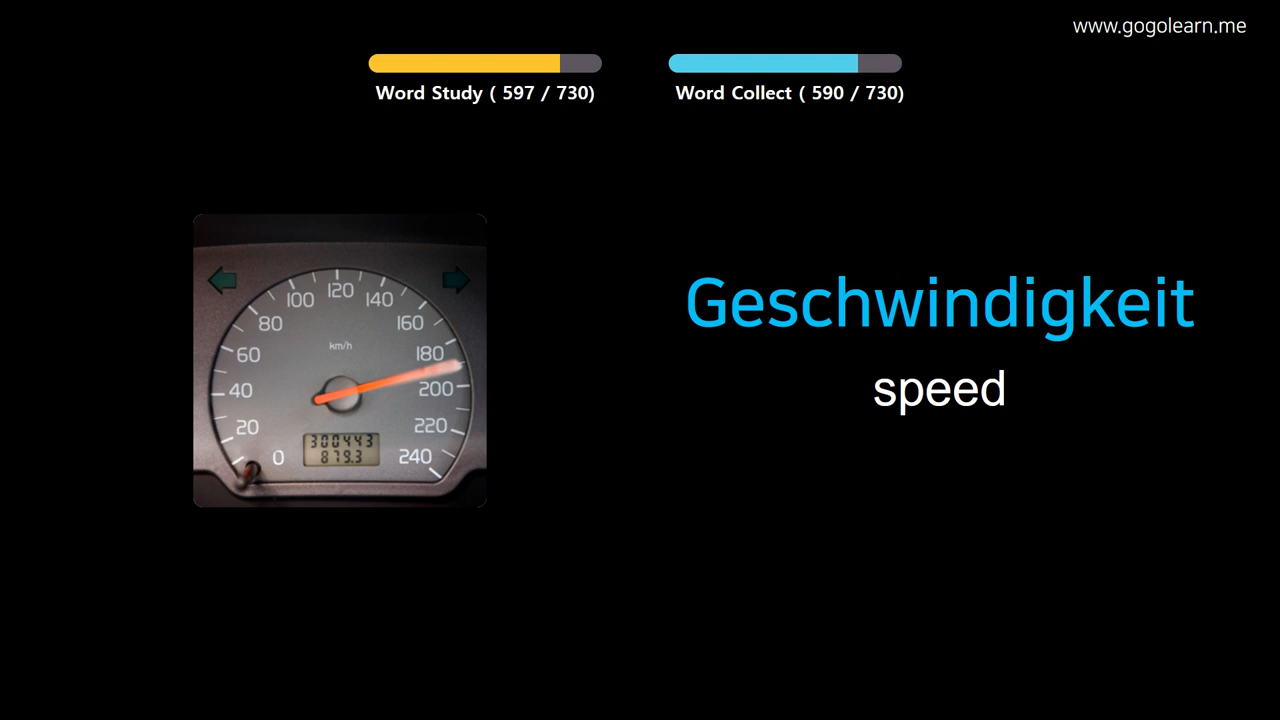 www.gogolearn.me
Word Study ( 597 / 730)
Word Collect ( 590 / 730)
Geschwindigkeit
speed
120
100
140
80
160
km/h
60
180
40
200
20
220
300443
0
879.3
240